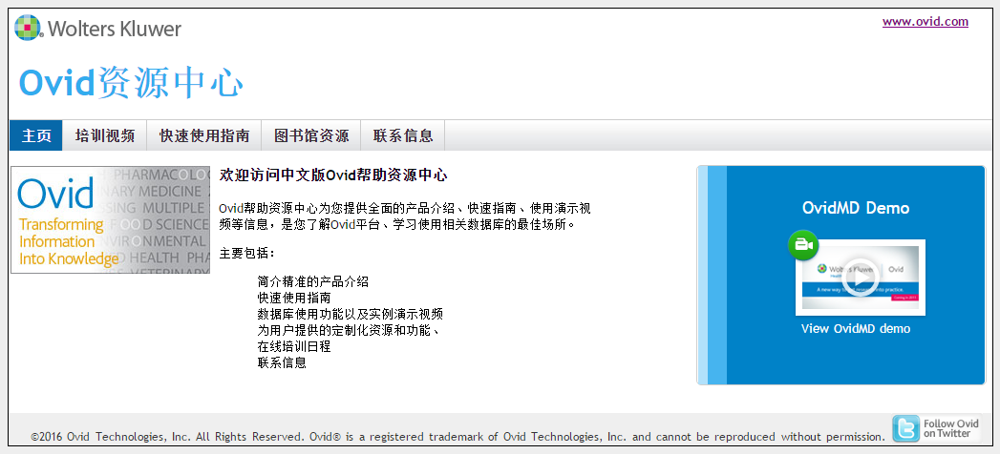 Wolters Kluwer
www.ovid.com
Ovid资源中心
主页 培训视频 快速使用指南 图书馆资源 联系信息
Ovid
Transforming
Information
Into Knowledge
PHARMACOLOG
ARY MEDICINE
SING MULTIPLE
FOOD SCIENCE
ENVIRONMENTAL
D HEALTH PHA
VETERINARY
欢迎访问中文版Ovid帮助资源中心
Ovid帮助资源中心为您提供全面的产品介绍、快速指南、使用演示视
频等信息，是您了解Ovid平台、学习使用相关数据库的最佳场所。
主要包括：
简介精准的产品介绍
快速使用指南
数据库使用功能以及实例演示视频
为用户提供的定制化资源和功能、
在线培训日程
联系信息
OvidMD Demo
Wolters Kluwer Ovid
View OvidMD demo
©2016 Ovid Technologies, Inc. All Rights Reserved. Ovid® is a registered trademark of Ovid Technologies, Inc. and cannot be reproduced without permission.
Follow Ovid
on Twitter